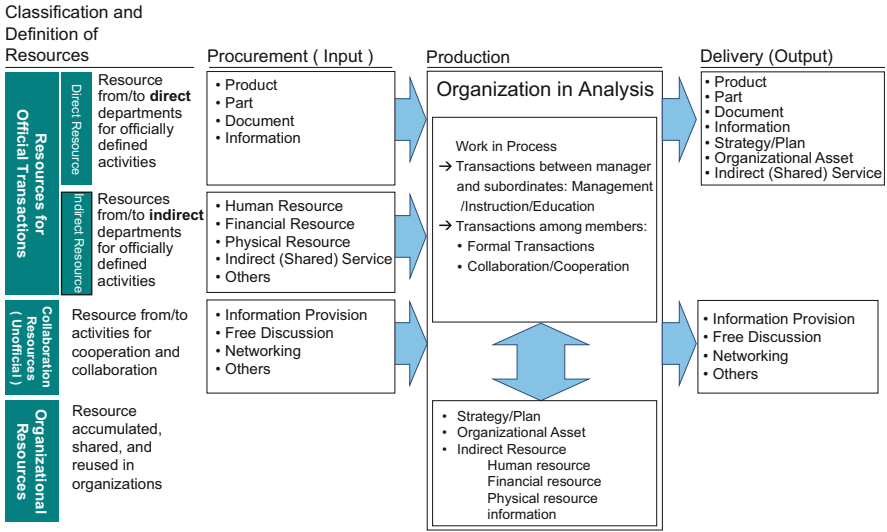 Classification and
Definition of
Resources
Procurement ( Input )
Production
Delivery (Output)
Resources for
Official Transactions
Direct Resource
Resource
from/to direct
departments
for officially
defined
activities
• Product
• Part
• Document
• Information
Indirect Resource
Resources
from/to indirect
departments
for officially
defined
activities
• Human Resource
• Financial Resource
• Physical Resource
• Indirect (Shared) Service
• Others
Collaboration
Resources
( Unofficial )
Resource from/to
activities for
cooperation and
collaboration
• Information Provision
• Free Discussion
• Networking
• Others
Organizational
Resources
Resource
accumulated,
shared, and
reused in
organizations
Organization in Analysis
Work in Process
→ Transactions between manager
and subordinates: Management
/Instruction/Education
→ Transactions among members:
• Formal Transactions
• Collaboration/Cooperation
• Strategy/Plan
• Organizational Asset
• Indirect Resource
Human resource
Financial resource
Physical resource
information
• Product
• Part
• Document
• Information
• Strategy/Plan
• Organizational Asset
• Indirect (Shared) Service
• Information Provision
• Free Discussion
• Networking
• Others